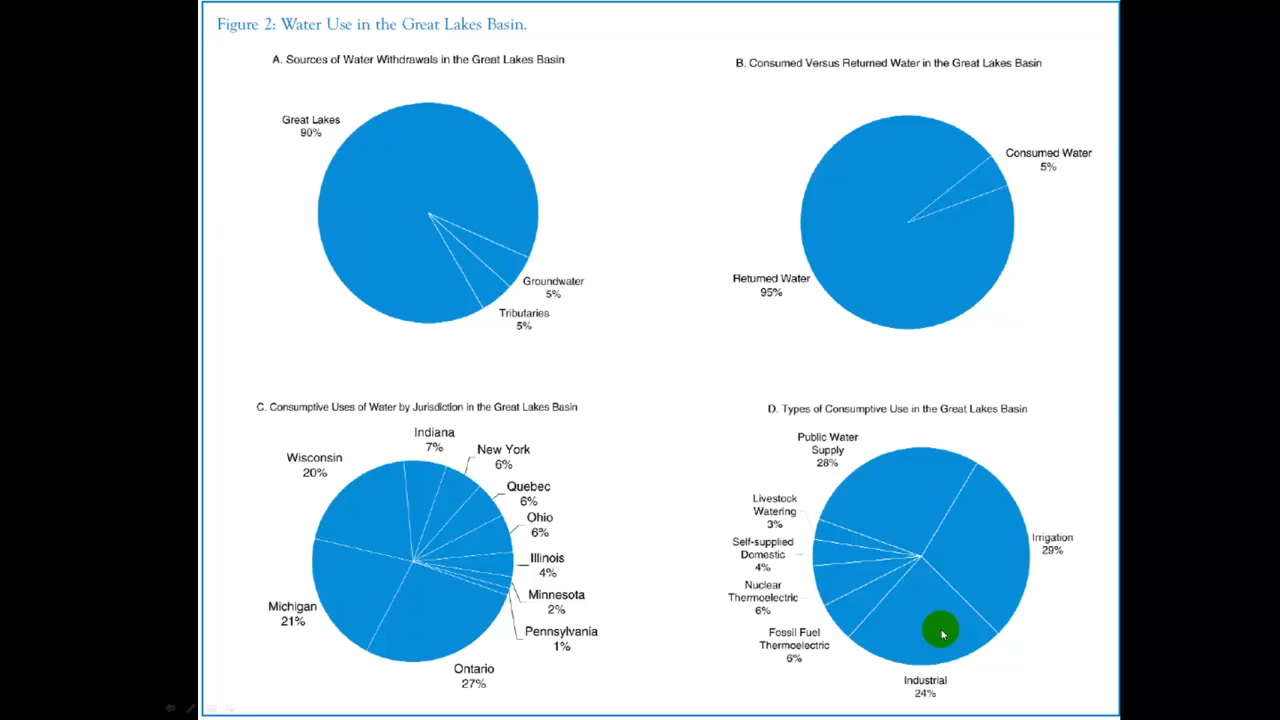 Figure 2: Water Use in the Great Lakes Basin.
A. Sources of Water Withdrawals in the Great Lakes Basin
Great Lakes
90%
Groundwater
5%
Tributaries
5%
B. Consumed Versus Returned Water in the Great Lakes Basin
Consumed Water
5%
Returned Water
95%
C. Consumptive Uses of Water by Jurisdiction in the Great Lakes Basin
Indiana
7%
New York
6%
Wisconsin
20%
Quebec
6%
Ohio
6%
Illinois
4%
Minnesota
2%
Michigan
21%
Pennsylvania
1%
Ontario
27%
D. Types of Consumptive Use in the Great Lakes Basin
Public Water
Supply
28%
Livestock
Watering
3%
Irrigation
29%
Self-supplied
Domestic
4%
Nuclear
Thermoelectric
6%
Fossil Fuel
Thermoelectric
6%
Industrial
24%